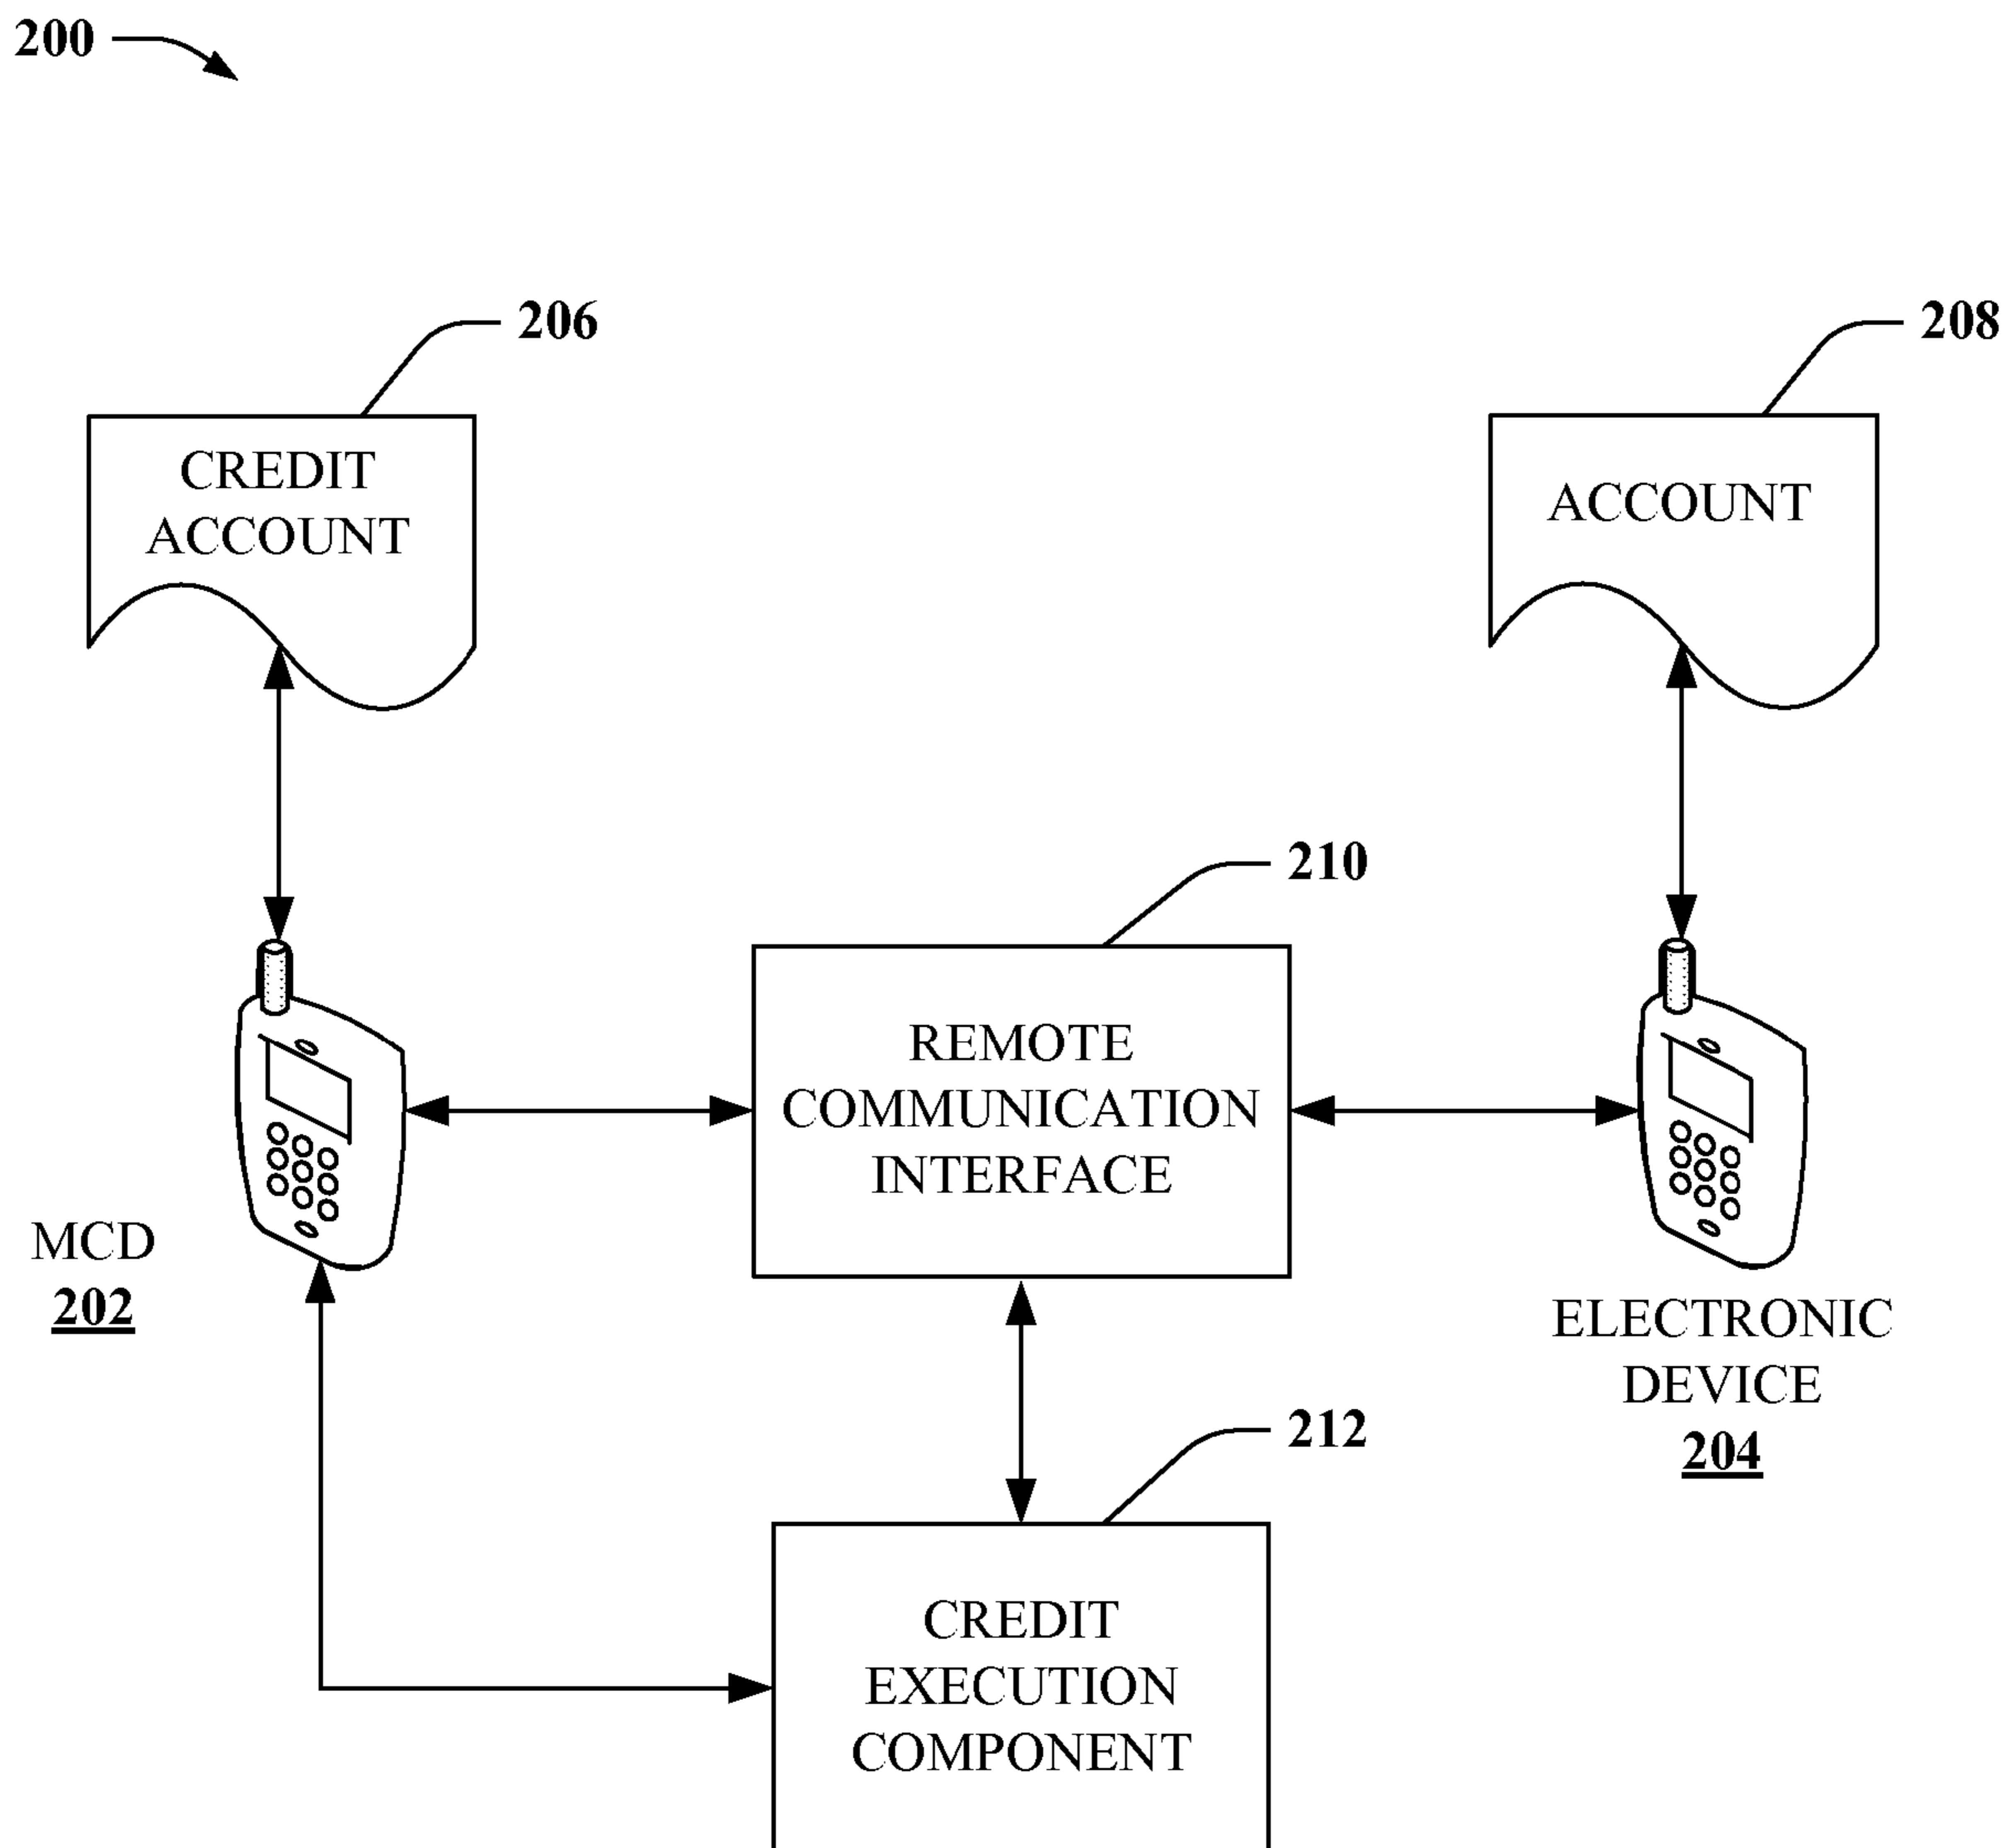 200
206
208
CREDIT
ACCOUNT
ACCOUNT
210
REMOTE
COMMUNICATION
INTERFACE
MCD
202
ELECTRONIC
DEVICE
204
212
CREDIT
EXECUTION
COMPONENT